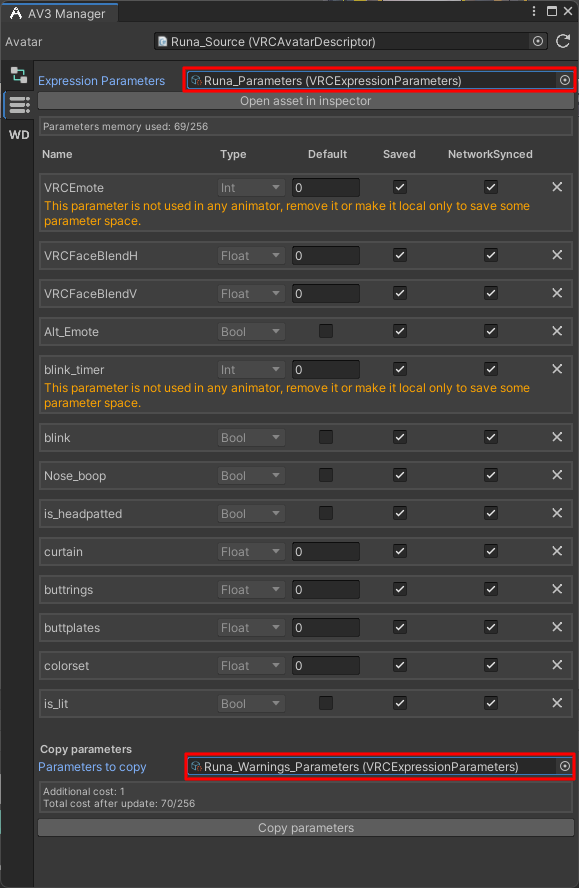 AV3 Manager
Avatar Runa_Source (VRCAvatarDescriptor)
Expression Parameters Runa_Parameters (VRCExpressionParameters)
Open asset in inspector
WD
Parameters memory used: 69/256
Name Type Default Saved NetworkSynced
VRCEmote Int 0
This parameter is not used in any animator, remove it or make it local only to save some
parameter space.
VRCFaceBlendH Float 0
VRCFaceBlendV Float 0
Alt_Emote Bool
blink_timer Int 0
This parameter is not used in any animator, remove it or make it local only to save some
parameter space.
blink Bool
Nose_boop Bool
is_headpatted Bool
curtain Float 0
buttrings Float 0
buttplates Float 0
colorset Float 0
is_lit Bool
Copy parameters
Parameters to copy Runa_Warnings_Parameters (VRCExpressionParameters)
Additional cost: 1
Total cost after update: 70/256
Copy parameters